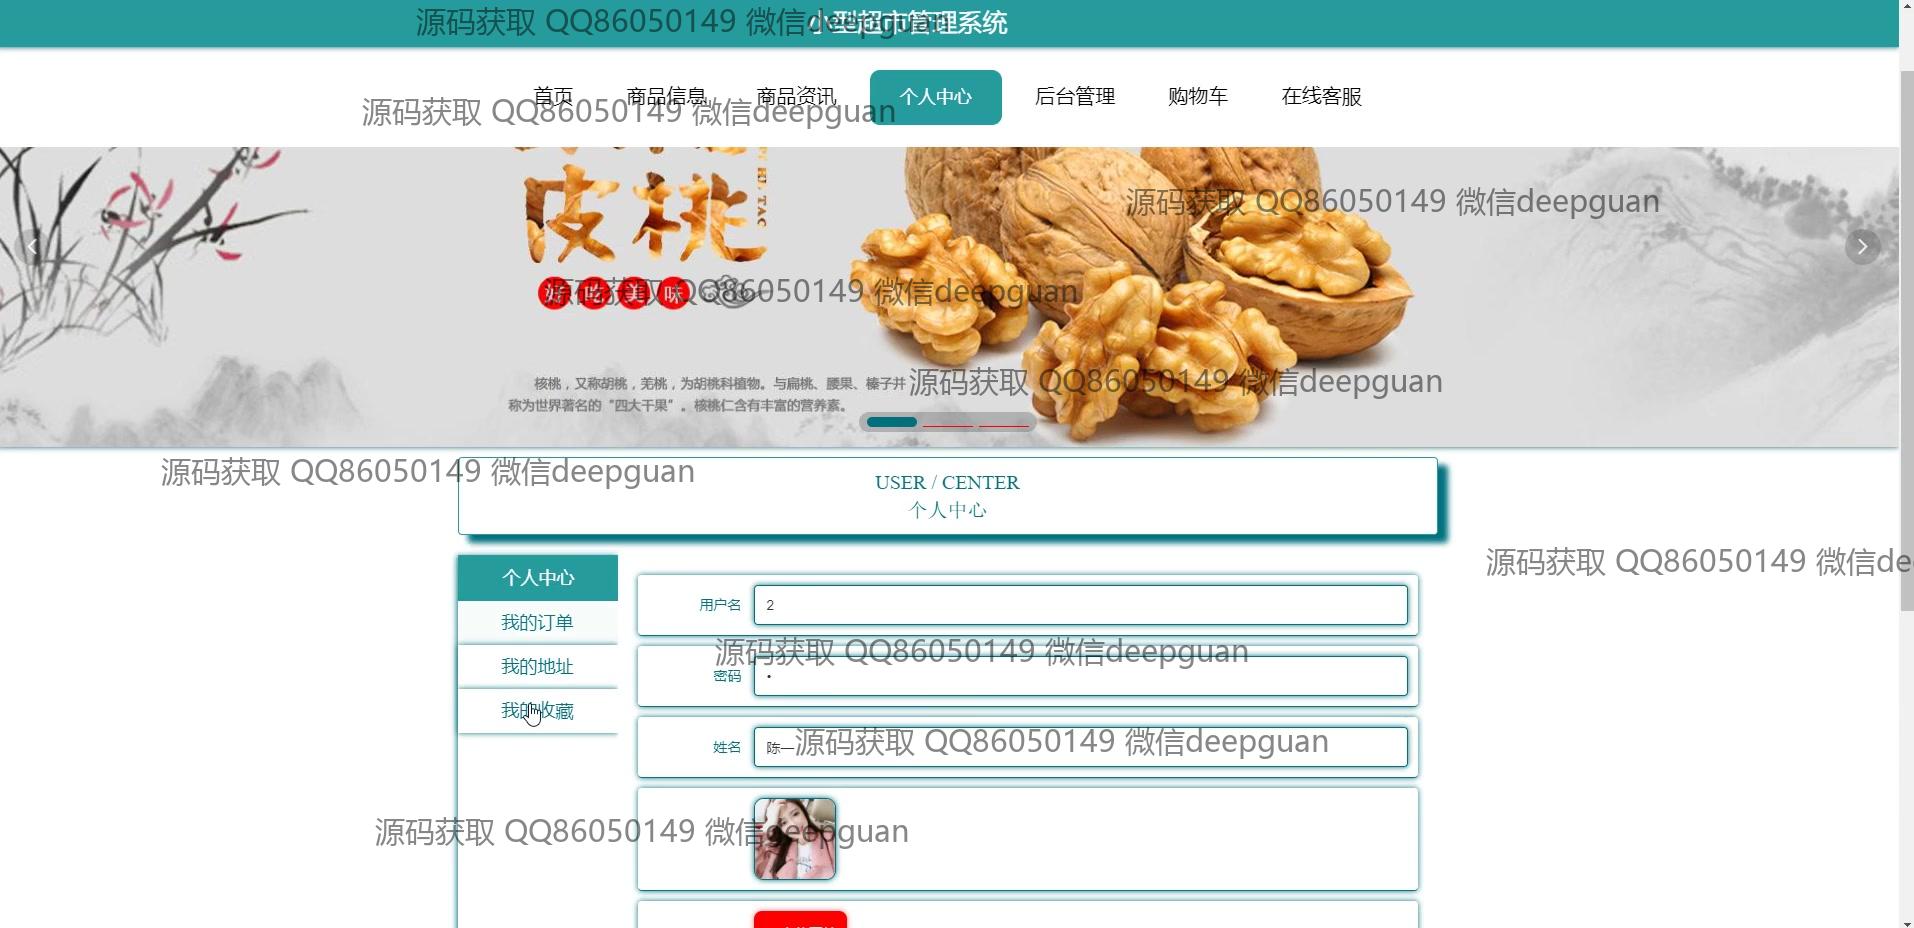 小型超市管理系统
源码获取 QQ86050149 微信deepguan
首页 商品信息 商品资讯 个人中心 后台管理 购物车 在线客服
源码获取 QQ86050149 微信deepguan
源码获取 QQ86050149 微信deepguan
皮桃
好吃美味
源码获取 QQ86050149 微信deepguan
核桃，又称胡桃，羌桃，为胡桃科植物。与扁桃、腰果、榛子并
称为世界著名的“四大干果”。核桃仁含有丰富的营养素。
源码获取 QQ86050149 微信deepguan
源码获取 QQ86050149 微信deepguan
USER / CENTER
个人中心
源码获取 QQ86050149 微信de
个人中心
我的订单
我的地址
我的收藏
用户名 2
源码获取 QQ86050149 微信deepguan
密码 •
姓名 陈一
源码获取 QQ86050149 微信deepguan
源码获取 QQ86050149 微信deepguan